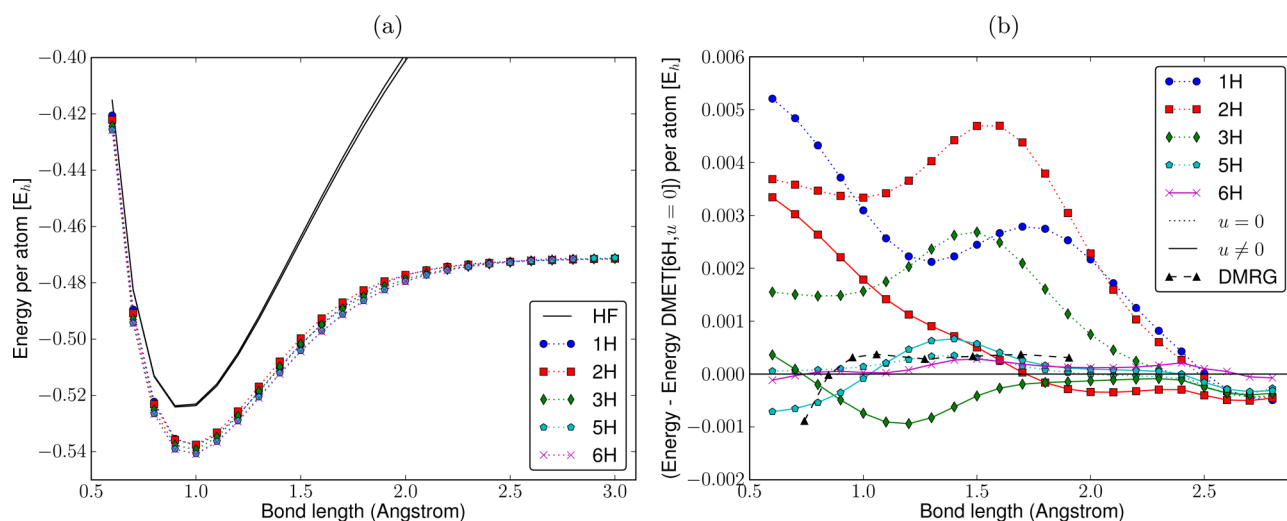 (a)
Energy per atom [E_h]
−0.40
−0.42
−0.44
−0.46
−0.48
−0.50
−0.52
−0.54
0.5
1.0
1.5
2.0
2.5
3.0
Bond length (Angstrom)
HF
1H
2H
3H
5H
6H
(b)
(Energy - Energy DMET[6H,u = 0]) per atom [E_h]
0.006
0.005
0.004
0.003
0.002
0.001
0.000
−0.001
−0.002
0.5
1.0
1.5
2.0
2.5
Bond length (Angstrom)
1H
2H
3H
5H
6H
u = 0
u ≠ 0
DMRG